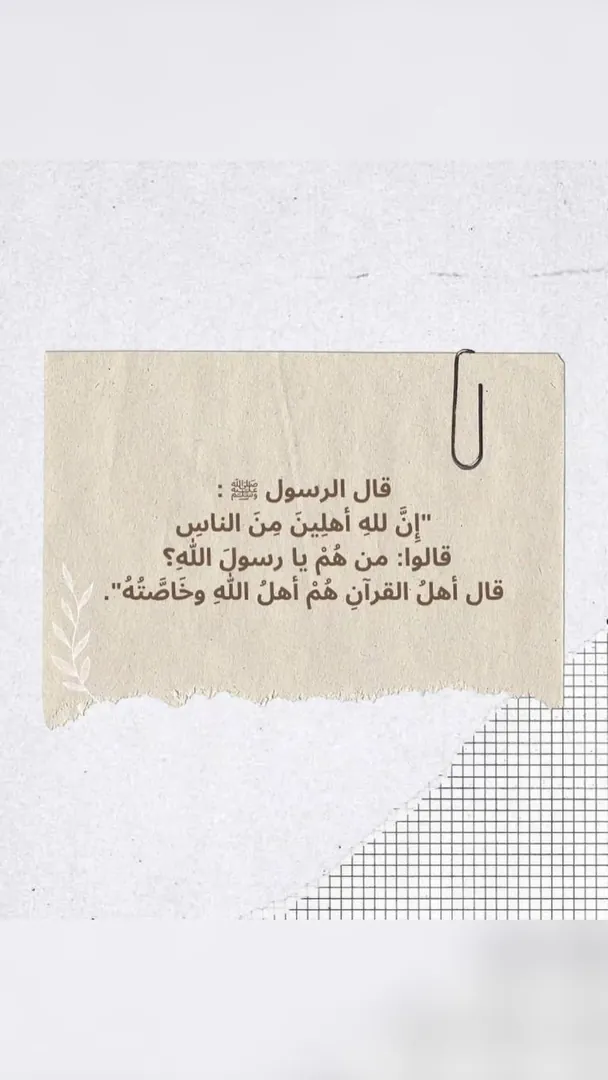 قال الرسول ﷺ :
"إِنَّ للهِ أهلِينَ مِنَ الناسِ
قالوا: من هُمْ يا رسولَ اللهِ؟
قال أهلُ القرآنِ هُمْ أهلُ اللهِ وخَاصَّتُهُ".